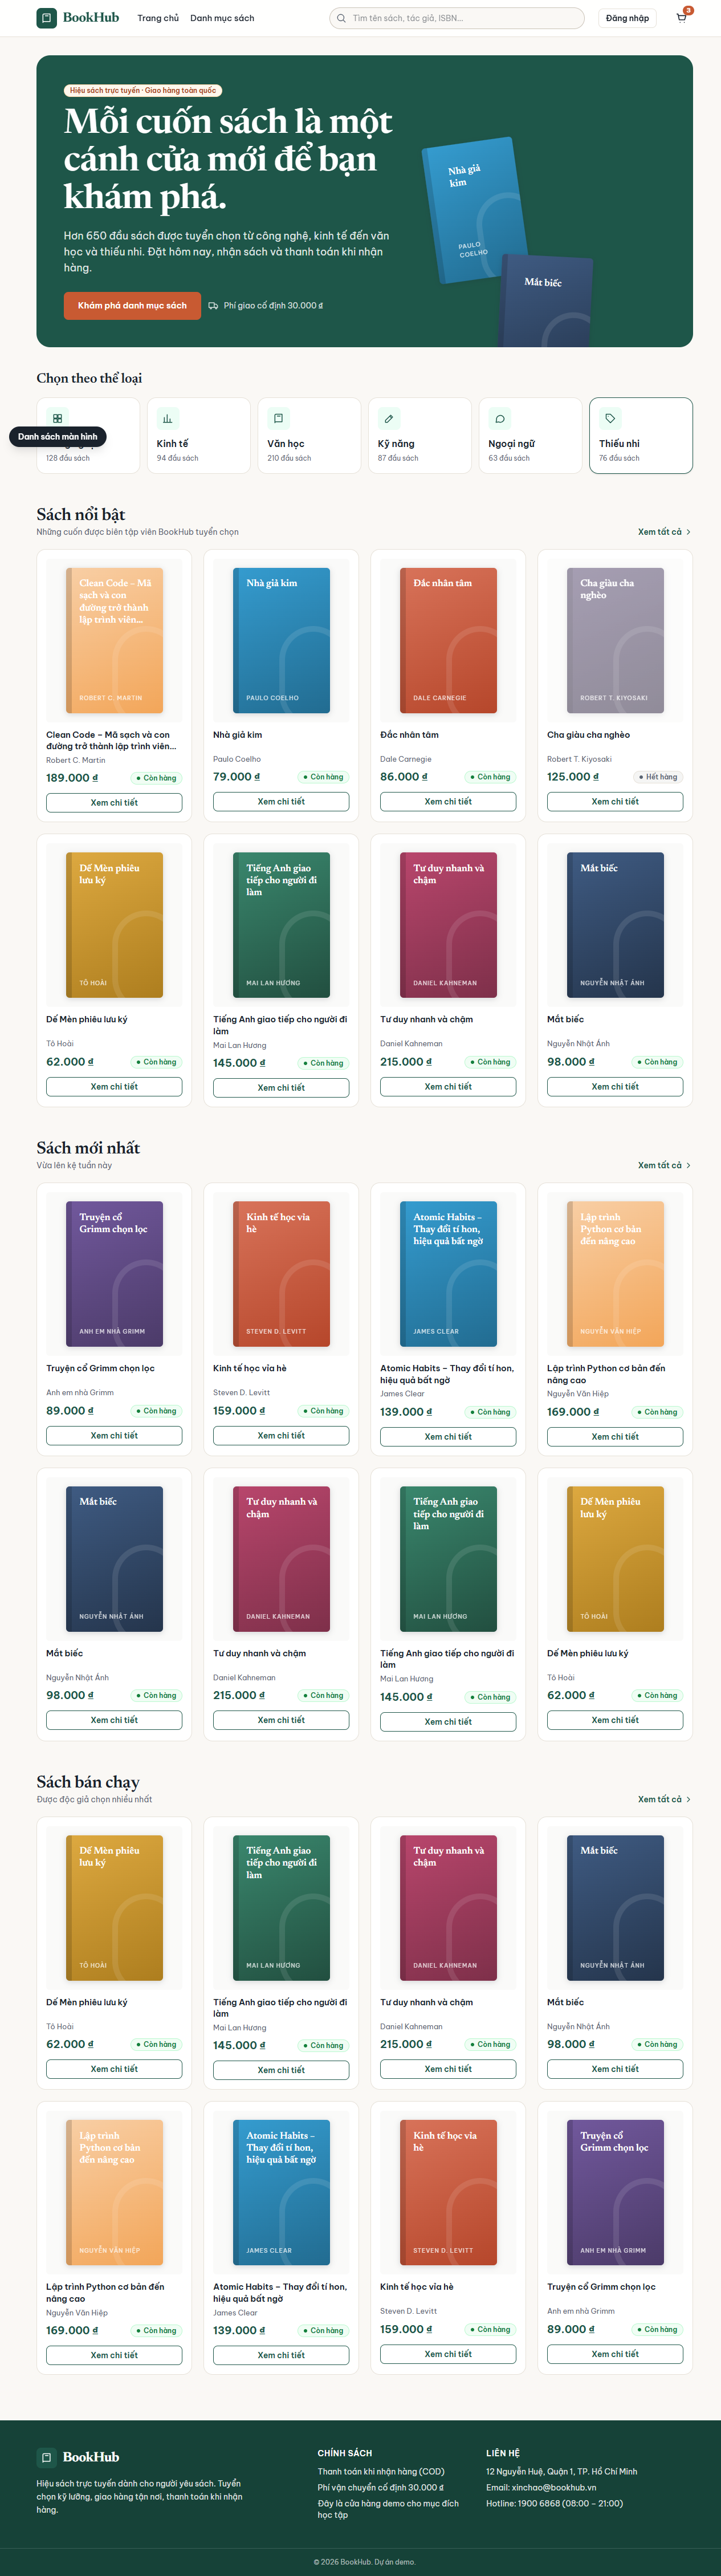 BookHub
Trang chủ
Danh mục sách
Tìm tên sách, tác giả, ISBN...
Đăng nhập
3
Hiệu sách trực tuyến · Giao hàng toàn quốc
Mỗi cuốn sách là một
cánh cửa mới để bạn
khám phá.
Hơn 650 đầu sách được tuyển chọn từ công nghệ, kinh tế đến văn
học và thiếu nhi. Đặt hôm nay, nhận sách và thanh toán khi nhận
hàng.
Khám phá danh mục sách
Phí giao cố định 30.000 ₫
Nhà giả
kim
PAULO
COELHO
Mắt biếc
Chọn theo thể loại
Danh sách màn hình
128 đầu sách
Kinh tế
94 đầu sách
Văn học
210 đầu sách
Kỹ năng
87 đầu sách
Ngoại ngữ
63 đầu sách
Thiếu nhi
76 đầu sách
Sách nổi bật
Những cuốn được biên tập viên BookHub tuyển chọn
Xem tất cả
Clean Code – Mã
sạch và con
đường trở thành
lập trình viên...
ROBERT C. MARTIN
Clean Code – Mã sạch và con
đường trở thành lập trình viên...
Robert C. Martin
189.000 ₫
Còn hàng
Xem chi tiết
Nhà giả kim
PAULO COELHO
Nhà giả kim
Paulo Coelho
79.000 ₫
Còn hàng
Xem chi tiết
Đắc nhân tâm
DALE CARNEGIE
Đắc nhân tâm
Dale Carnegie
86.000 ₫
Còn hàng
Xem chi tiết
Cha giàu cha
nghèo
ROBERT T. KIYOSAKI
Cha giàu cha nghèo
Robert T. Kiyosaki
125.000 ₫
Hết hàng
Xem chi tiết
Dế Mèn phiêu
lưu ký
TÔ HOÀI
Dế Mèn phiêu lưu ký
Tô Hoài
62.000 ₫
Còn hàng
Xem chi tiết
Tiếng Anh giao
tiếp cho người đi
làm
MAI LAN HƯƠNG
Tiếng Anh giao tiếp cho người đi
làm
Mai Lan Hương
145.000 ₫
Còn hàng
Xem chi tiết
Tư duy nhanh và
chậm
DANIEL KAHNEMAN
Tư duy nhanh và chậm
Daniel Kahneman
215.000 ₫
Còn hàng
Xem chi tiết
Mắt biếc
NGUYỄN NHẬT ÁNH
Mắt biếc
Nguyễn Nhật Ánh
98.000 ₫
Còn hàng
Xem chi tiết
Sách mới nhất
Vừa lên kệ tuần này
Xem tất cả
Truyện cổ
Grimm chọn lọc
ANH EM NHÀ GRIMM
Truyện cổ Grimm chọn lọc
Anh em nhà Grimm
89.000 ₫
Còn hàng
Xem chi tiết
Kinh tế học vỉa
hè
STEVEN D. LEVITT
Kinh tế học vỉa hè
Steven D. Levitt
159.000 ₫
Còn hàng
Xem chi tiết
Atomic Habits –
Thay đổi tí hon,
hiệu quả bất ngờ
JAMES CLEAR
Atomic Habits – Thay đổi tí hon,
hiệu quả bất ngờ
James Clear
139.000 ₫
Còn hàng
Xem chi tiết
Lập trình
Python cơ bản
đến nâng cao
NGUYỄN VĂN HIỆP
Lập trình Python cơ bản đến
nâng cao
Nguyễn Văn Hiệp
169.000 ₫
Còn hàng
Xem chi tiết
Mắt biếc
NGUYỄN NHẬT ÁNH
Mắt biếc
Nguyễn Nhật Ánh
98.000 ₫
Còn hàng
Xem chi tiết
Tư duy nhanh và
chậm
DANIEL KAHNEMAN
Tư duy nhanh và chậm
Daniel Kahneman
215.000 ₫
Còn hàng
Xem chi tiết
Tiếng Anh giao
tiếp cho người đi
làm
MAI LAN HƯƠNG
Tiếng Anh giao tiếp cho người đi
làm
Mai Lan Hương
145.000 ₫
Còn hàng
Xem chi tiết
Dế Mèn phiêu
lưu ký
TÔ HOÀI
Dế Mèn phiêu lưu ký
Tô Hoài
62.000 ₫
Còn hàng
Xem chi tiết
Sách bán chạy
Được độc giả chọn nhiều nhất
Xem tất cả
Dế Mèn phiêu
lưu ký
TÔ HOÀI
Dế Mèn phiêu lưu ký
Tô Hoài
62.000 ₫
Còn hàng
Xem chi tiết
Tiếng Anh giao
tiếp cho người đi
làm
MAI LAN HƯƠNG
Tiếng Anh giao tiếp cho người đi
làm
Mai Lan Hương
145.000 ₫
Còn hàng
Xem chi tiết
Tư duy nhanh và
chậm
DANIEL KAHNEMAN
Tư duy nhanh và chậm
Daniel Kahneman
215.000 ₫
Còn hàng
Xem chi tiết
Mắt biếc
NGUYỄN NHẬT ÁNH
Mắt biếc
Nguyễn Nhật Ánh
98.000 ₫
Còn hàng
Xem chi tiết
Lập trình
Python cơ bản
đến nâng cao
NGUYỄN VĂN HIỆP
Lập trình Python cơ bản đến
nâng cao
Nguyễn Văn Hiệp
169.000 ₫
Còn hàng
Xem chi tiết
Atomic Habits –
Thay đổi tí hon,
hiệu quả bất ngờ
JAMES CLEAR
Atomic Habits – Thay đổi tí hon,
hiệu quả bất ngờ
James Clear
139.000 ₫
Còn hàng
Xem chi tiết
Kinh tế học vỉa
hè
STEVEN D. LEVITT
Kinh tế học vỉa hè
Steven D. Levitt
159.000 ₫
Còn hàng
Xem chi tiết
Truyện cổ
Grimm chọn lọc
ANH EM NHÀ GRIMM
Truyện cổ Grimm chọn lọc
Anh em nhà Grimm
89.000 ₫
Còn hàng
Xem chi tiết
BookHub
Hiệu sách trực tuyến dành cho người yêu sách. Tuyển
chọn kỹ lưỡng, giao hàng tận nơi, thanh toán khi nhận
hàng.
CHÍNH SÁCH
Thanh toán khi nhận hàng (COD)
Phí vận chuyển cố định 30.000 ₫
Đây là cửa hàng demo cho mục đích
học tập
LIÊN HỆ
12 Nguyễn Huệ, Quận 1, TP. Hồ Chí Minh
Email: xinchao@bookhub.vn
Hotline: 1900 6868 (08:00 – 21:00)
© 2026 BookHub. Dự án demo.